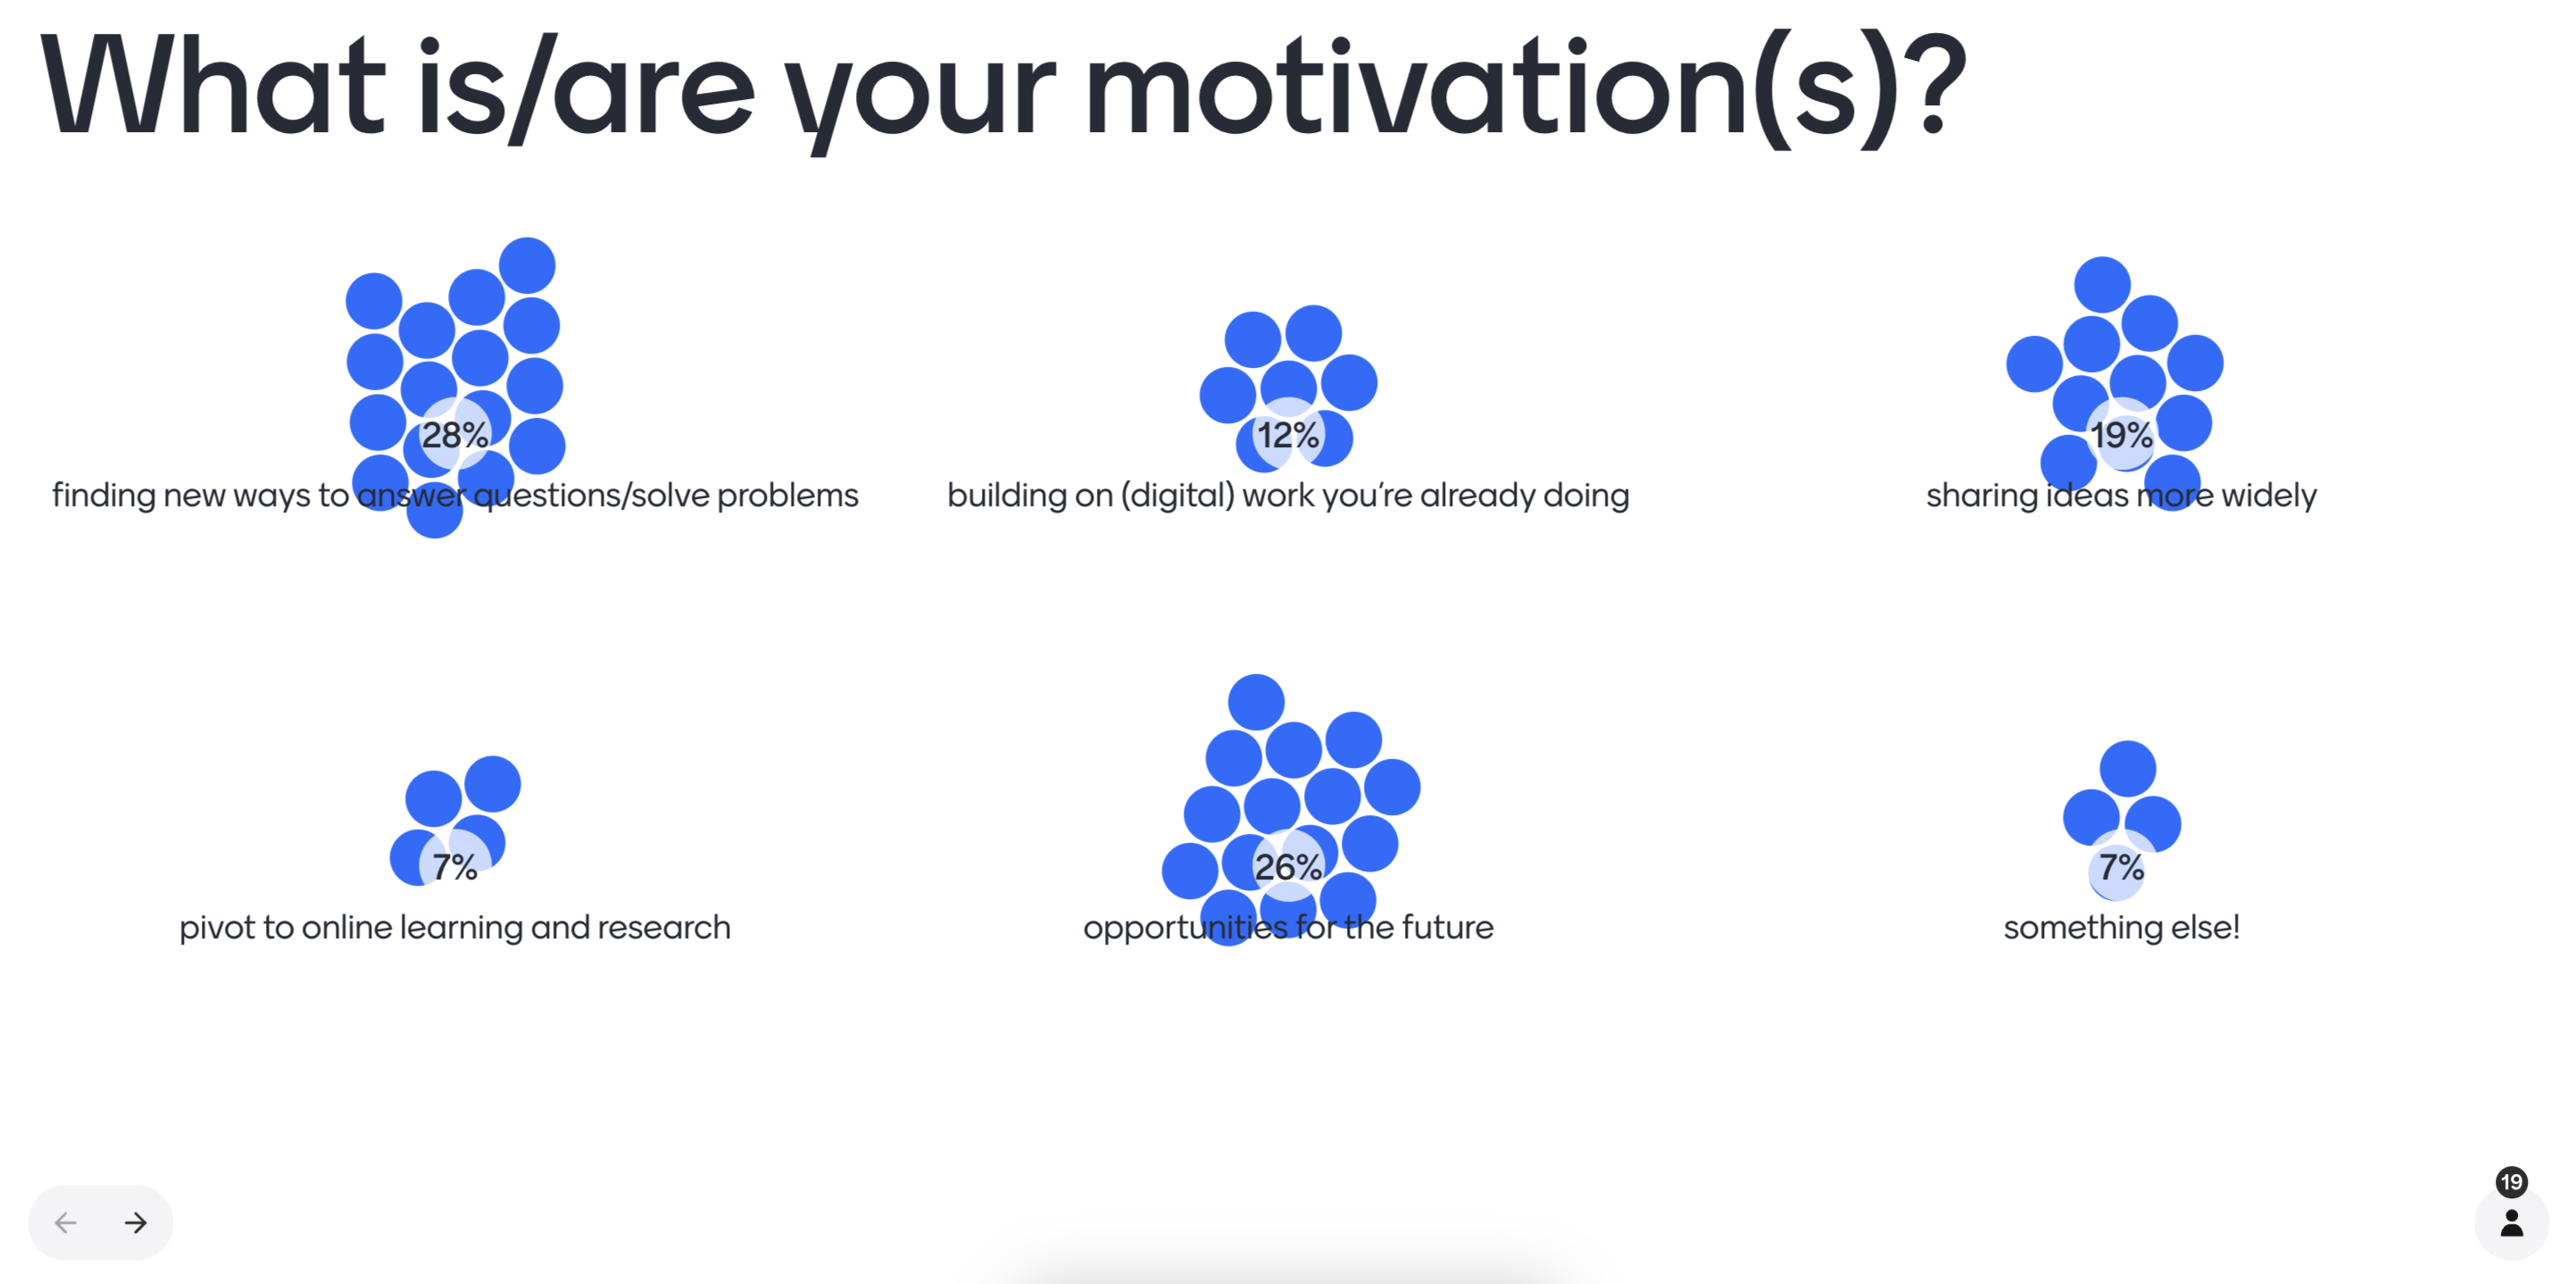 What is/are your motivation(s)?
28%
12%
19%
finding new ways to answer questions/solve problems
building on (digital) work you’re already doing
sharing ideas more widely
7%
26%
7%
pivot to online learning and research
opportunities for the future
something else!
19